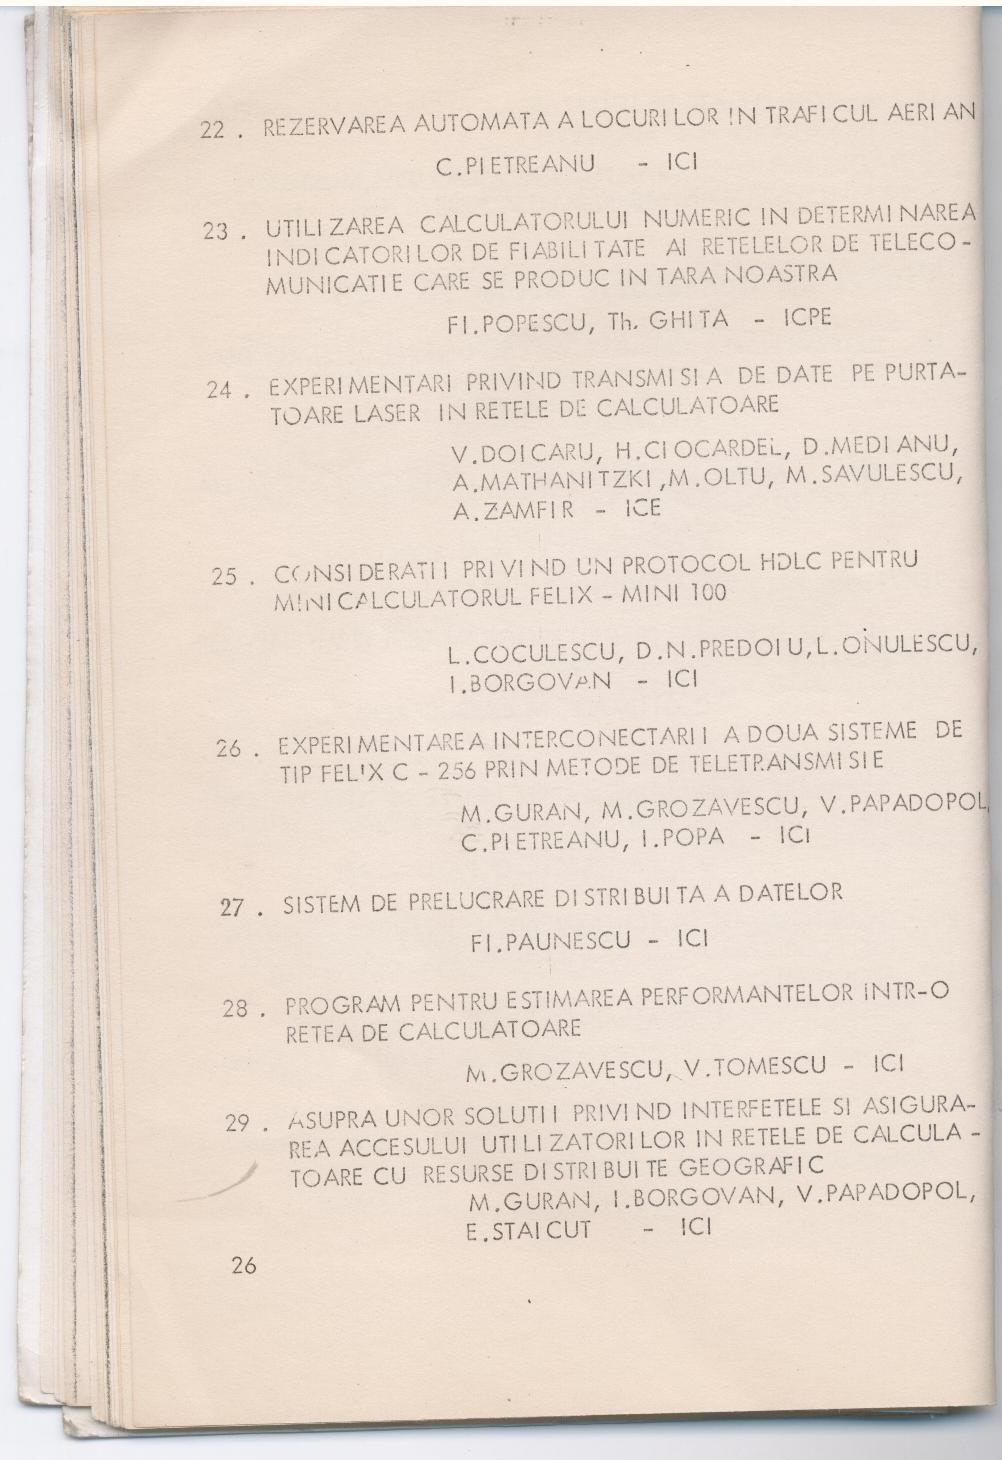 22 . REZERVAREA AUTOMATA A LOCURILOR IN TRAFICUL AERIAN
C.PIETREANU - ICI
23 . UTILIZAREA CALCULATORULUI NUMERIC IN DETERMINAREA
INDICATORILOR DE FIABILITATE AI RETELELOR DE TELECO-
MUNICATIE CARE SE PRODUC IN TARA NOASTRA
FI.POPESCU, Th. GHITA - ICPE
24 . EXPERIMENTARI PRIVIND TRANSMISIA DE DATE PE PURTA-
TOARE LASER IN RETELE DE CALCULATOARE
V.DOICARU, H.CIOCARDEL, D.MEDIANU,
A.MATHANITZKI,M.OLTU, M.SAVULESCU,
A.ZAMFIR - ICE
25 . CONSIDERATII PRIVIND UN PROTOCOL HDLC PENTRU
MINICALCULATORUL FELIX - MINI 100
L.COCULESCU, D.N.PREDOIU,L.ONULESCU,
I.BORGOVAN - ICI
26 . EXPERIMENTAREA INTERCONECTARII A DOUA SISTEME DE
TIP FELIX C - 256 PRIN METODE DE TELETRANSMISIE
M.GURAN, M.GROZAVESCU, V.PAPADOPOL,
C.PIETREANU, I.POPA - ICI
27 . SISTEM DE PRELUCRARE DISTRIBUITA A DATELOR
FI.PAUNESCU - ICI
28 . PROGRAM PENTRU ESTIMAREA PERFORMANTELOR INTR-O
RETEA DE CALCULATOARE
M.GROZAVESCU, V.TOMESCU - ICI
29 . ASUPRA UNOR SOLUTII PRIVIND INTERFETELE SI ASIGURA-
REA ACCESULUI UTILIZATORILOR IN RETELE DE CALCULA-
TOARE CU RESURSE DISTRIBUITE GEOGRAFIC
M.GURAN, I.BORGOVAN, V.PAPADOPOL,
E.STAICUT - ICI
26